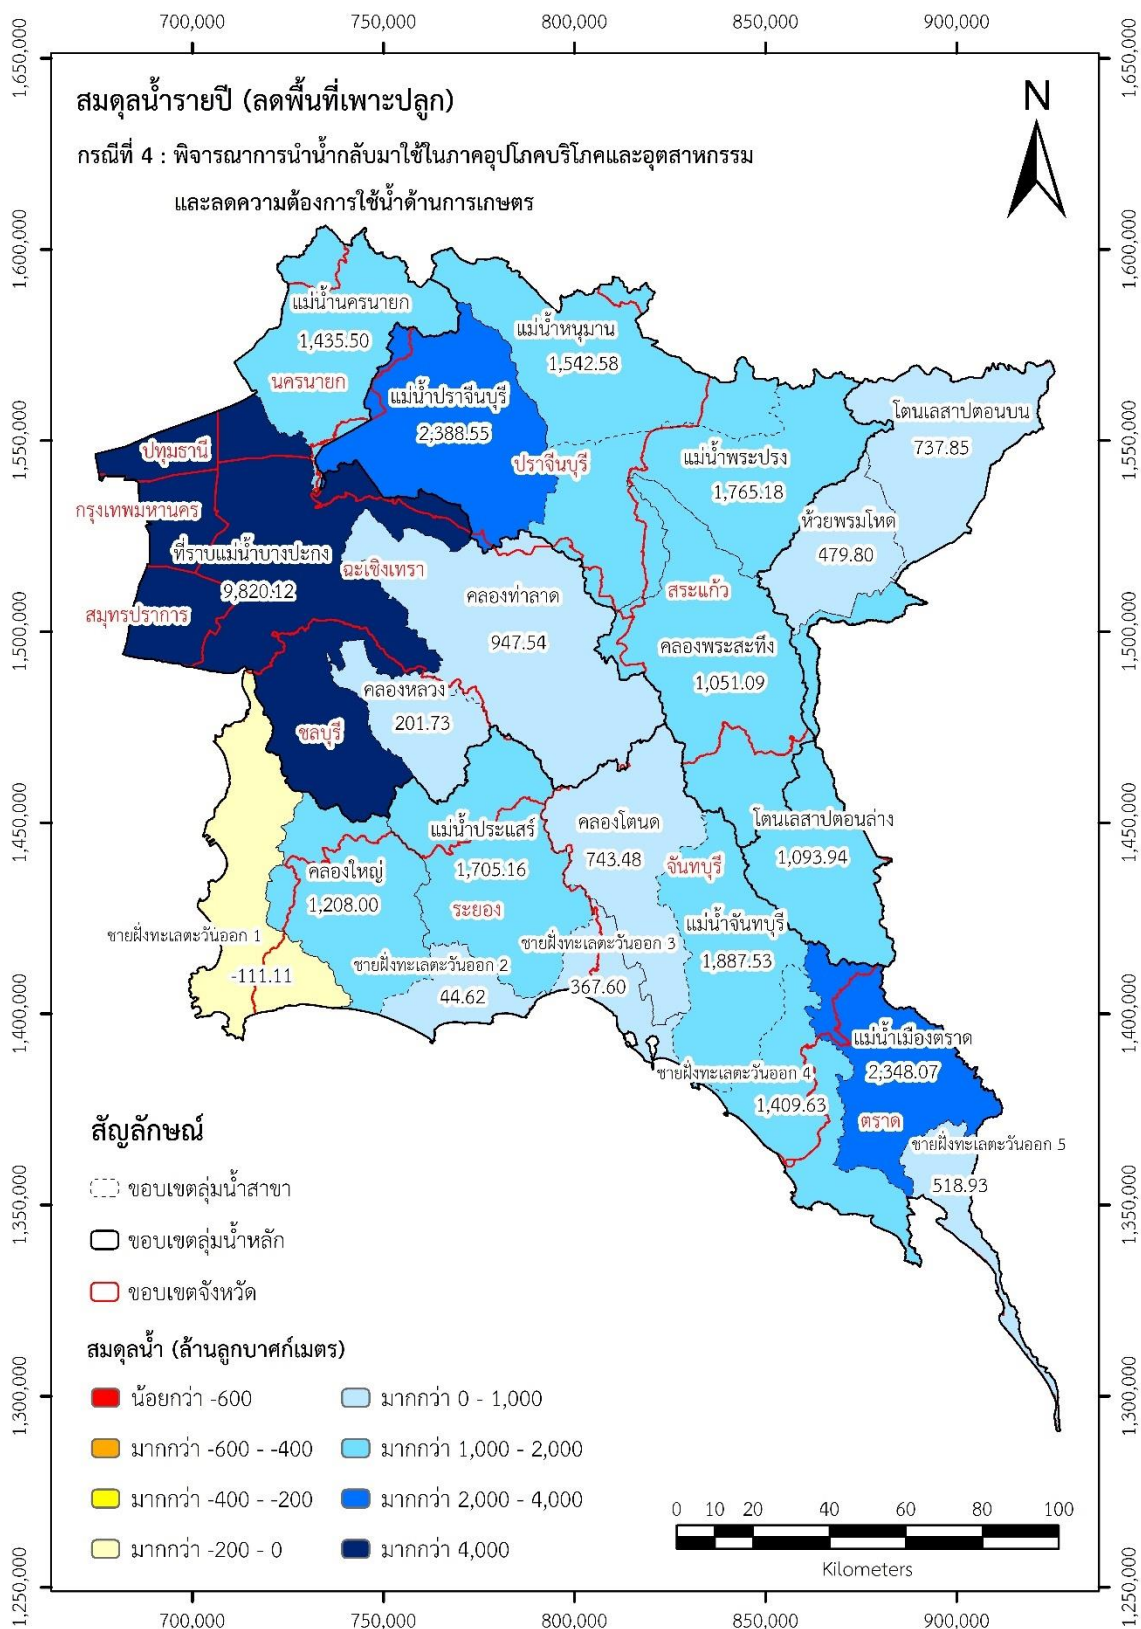 700,000 750,000 800,000 850,000 900,000
1,650,000 1,650,000
1,600,000 1,600,000
1,550,000 1,550,000
1,500,000 1,500,000
1,450,000 1,450,000
1,400,000 1,400,000
1,350,000 1,350,000
1,300,000 1,300,000
1,250,000 1,250,000
สมดุลน้ำรายปี (ลดพื้นที่เพาะปลูก)
กรณีที่ 4 : พิจารณาการนำน้ำกลับมาใช้ในภาคอุปโภคบริโภคและอุตสาหกรรม
และลดความต้องการใช้น้ำด้านการเกษตร
N
แม่น้ำนครนายก
1,435.50
นครนายก
แม่น้ำหนุมาน
1,542.58
แม่น้ำปราจีนบุรี
2,388.55
ปราจีนบุรี
โตนเลสาปตอนบน
737.85
แม่น้ำพระปรง
1,765.18
ห้วยพรมโหด
479.80
ปทุมธานี
กรุงเทพมหานคร
ที่ราบแม่น้ำบางปะกง
9,820.12
ฉะเชิงเทรา
สมุทรปราการ
คลองท่าลาด
947.54
สระแก้ว
คลองพระสะทึง
1,051.09
คลองหลวง
201.73
ชลบุรี
แม่น้ำประแสร์
1,705.16
คลองโตนด
743.48
โตนเลสาปตอนล่าง
1,093.94
คลองใหญ่
1,208.00
ระยอง
จันทบุรี
แม่น้ำจันทบุรี
1,887.53
ชายฝั่งทะเลตะวันออก 1
-111.11
ชายฝั่งทะเลตะวันออก 2
44.62
ชายฝั่งทะเลตะวันออก 3
367.60
แม่น้ำเมืองตราด
2,348.07
ชายฝั่งทะเลตะวันออก 4
1,409.63
ตราด
ชายฝั่งทะเลตะวันออก 5
518.93
สัญลักษณ์
ขอบเขตลุ่มน้ำสาขา
ขอบเขตลุ่มน้ำหลัก
ขอบเขตจังหวัด
สมดุลน้ำ (ล้านลูกบาศก์เมตร)
น้อยกว่า -600
มากกว่า -600 - -400
มากกว่า -400 - -200
มากกว่า -200 - 0
มากกว่า 0 - 1,000
มากกว่า 1,000 - 2,000
มากกว่า 2,000 - 4,000
มากกว่า 4,000
0 10 20 40 60 80 100
Kilometers
700,000 750,000 800,000 850,000 900,000